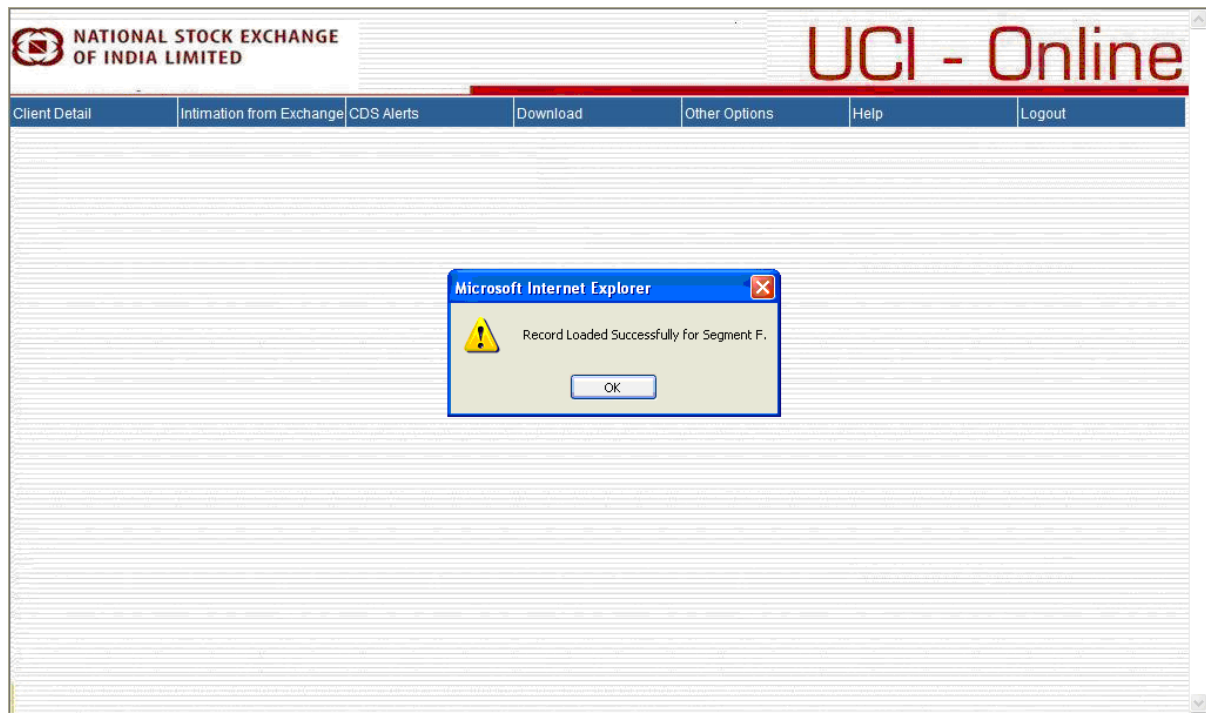 NATIONAL STOCK EXCHANGE
OF INDIA LIMITED
UCI - Online
Client Detail Intimation from Exchange CDS Alerts Download Other Options Help Logout
Microsoft Internet Explorer
Record Loaded Successfully for Segment F.
OK